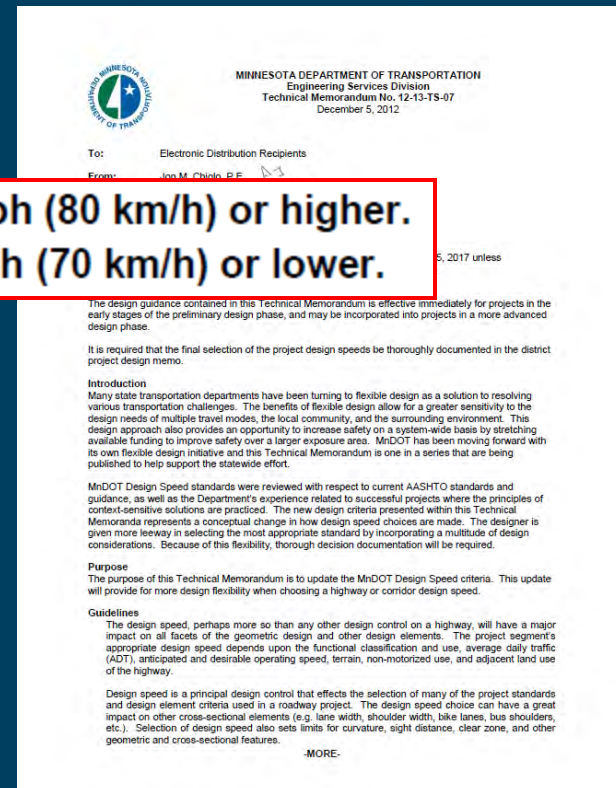 MINNESOTA DEPARTMENT OF TRANSPORTATION
Engineering Services Division
Technical Memorandum No. 12-13-TS-07
December 5, 2012
MINNESOTA
DEPARTMENT OF TRANSPORTATION
To: Electronic Distribution Recipients
From: Jon M. Chiglo, P.E.
ph (80 km/h) or higher.
h (70 km/h) or lower.
5, 2017 unless
The design guidance contained in this Technical Memorandum is effective immediately for projects in the
early stages of the preliminary design phase, and may be incorporated into projects in a more advanced
design phase.
It is required that the final selection of the project design speeds be thoroughly documented in the district
project design memo.
Introduction
Many state transportation departments have been turning to flexible design as a solution to resolving
various transportation challenges. The benefits of flexible design allow for a greater sensitivity to the
design needs of multiple travel modes, the local community, and the surrounding environment. This
design approach also provides an opportunity to increase safety on a system-wide basis by stretching
available funding to improve safety over a larger exposure area. MnDOT has been moving forward with
its own flexible design initiative and this Technical Memorandum is one in a series that are being
published to help support the statewide effort.
MnDOT Design Speed standards were reviewed with respect to current AASHTO standards and
guidance, as well as the Department's experience related to successful projects where the principles of
context-sensitive solutions are practiced. The new design criteria presented within this Technical
Memoranda represents a conceptual change in how design speed choices are made. The designer is
given more leeway in selecting the most appropriate standard by incorporating a multitude of design
considerations. Because of this flexibility, thorough decision documentation will be required.
Purpose
The purpose of this Technical Memorandum is to update the MnDOT Design Speed criteria. This update
will provide for more design flexibility when choosing a highway or corridor design speed.
Guidelines
The design speed, perhaps more so than any other design control on a highway, will have a major
impact on all facets of the geometric design and other design elements. The project segment's
appropriate design speed depends upon the functional classification and use, average daily traffic
(ADT), anticipated and desirable operating speed, terrain, non-motorized use, and adjacent land use
of the highway.
Design speed is a principal design control that effects the selection of many of the project standards
and design element criteria used in a roadway project. The design speed choice can have a great
impact on other cross-sectional elements (e.g. lane width, shoulder width, bike lanes, bus shoulders,
etc.). Selection of design speed also sets limits for curvature, sight distance, clear zone, and other
geometric and cross-sectional features.
-MORE-